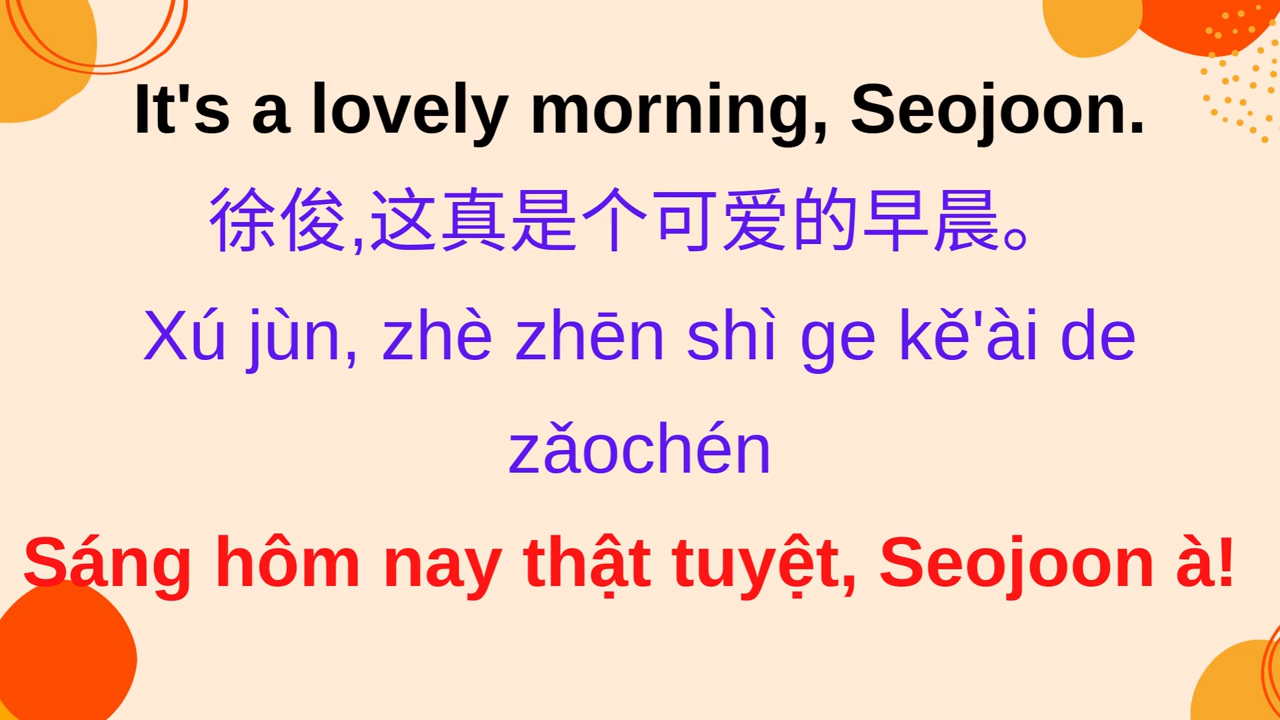 It's a lovely morning, Seojoon.
徐俊,这真是个可爱的早晨。
Xú jùn, zhè zhēn shì ge kě'ài de
zǎochén
Sáng hôm nay thật tuyệt, Seojoon à!